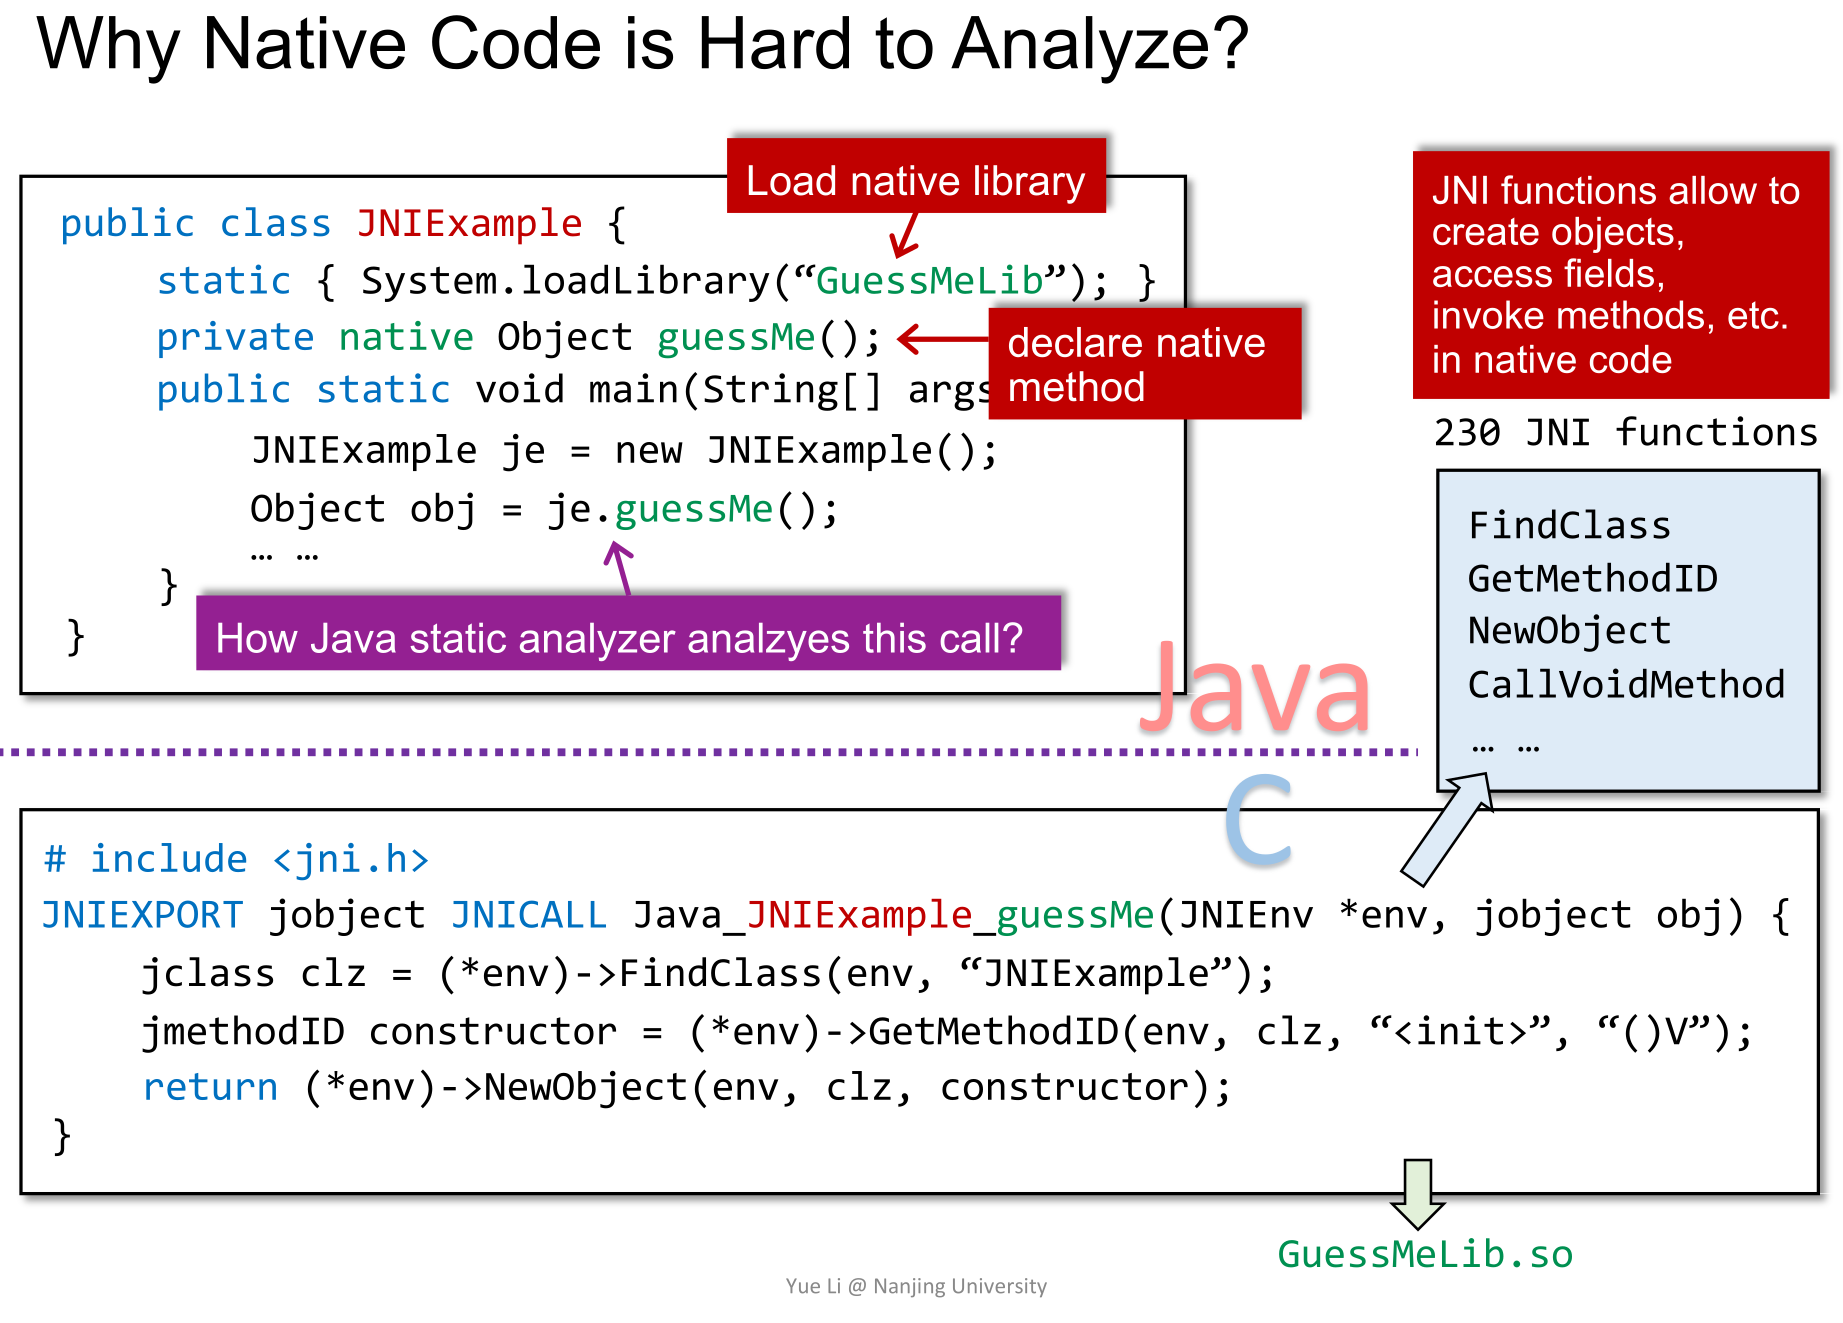 Why Native Code is Hard to Analyze?
Load native library
public class JNIExample {
static { System.loadLibrary(“GuessMeLib”); }
private native Object guessMe();
declare native
method
public static void main(String[] args
JNIExample je = new JNIExample();
Object obj = je.guessMe();
… …
}
}
How Java static analyzer analzyes this call?
Java
JNI functions allow to
create objects,
access fields,
invoke methods, etc.
in native code
230 JNI functions
FindClass
GetMethodID
NewObject
CallVoidMethod
… …
C
# include <jni.h>
JNIEXPORT jobject JNICALL Java_JNIExample_guessMe(JNIEnv *env, jobject obj) {
jclass clz = (*env)->FindClass(env, “JNIExample”);
jmethodID constructor = (*env)->GetMethodID(env, clz, “<init>”, “()V”);
return (*env)->NewObject(env, clz, constructor);
}
GuessMeLib.so
Yue Li @ Nanjing University